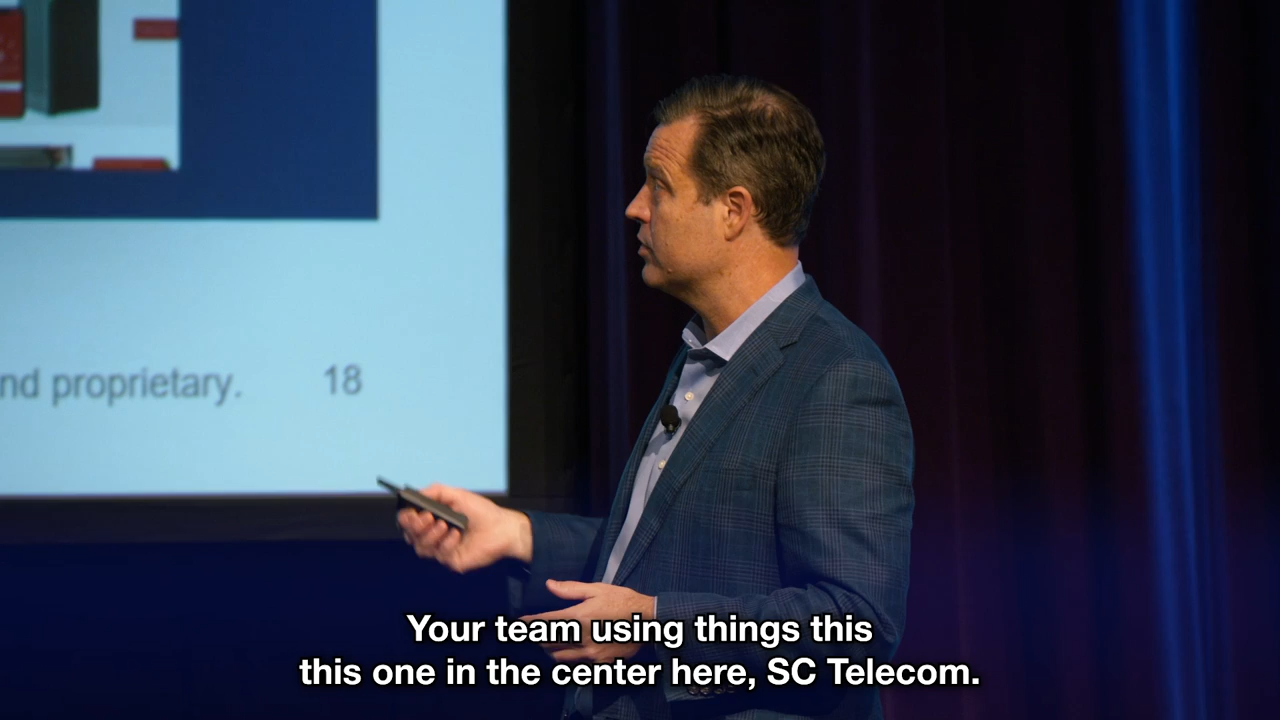 nd proprietary. 18
Your team using things this
this one in the center here, SC Telecom.